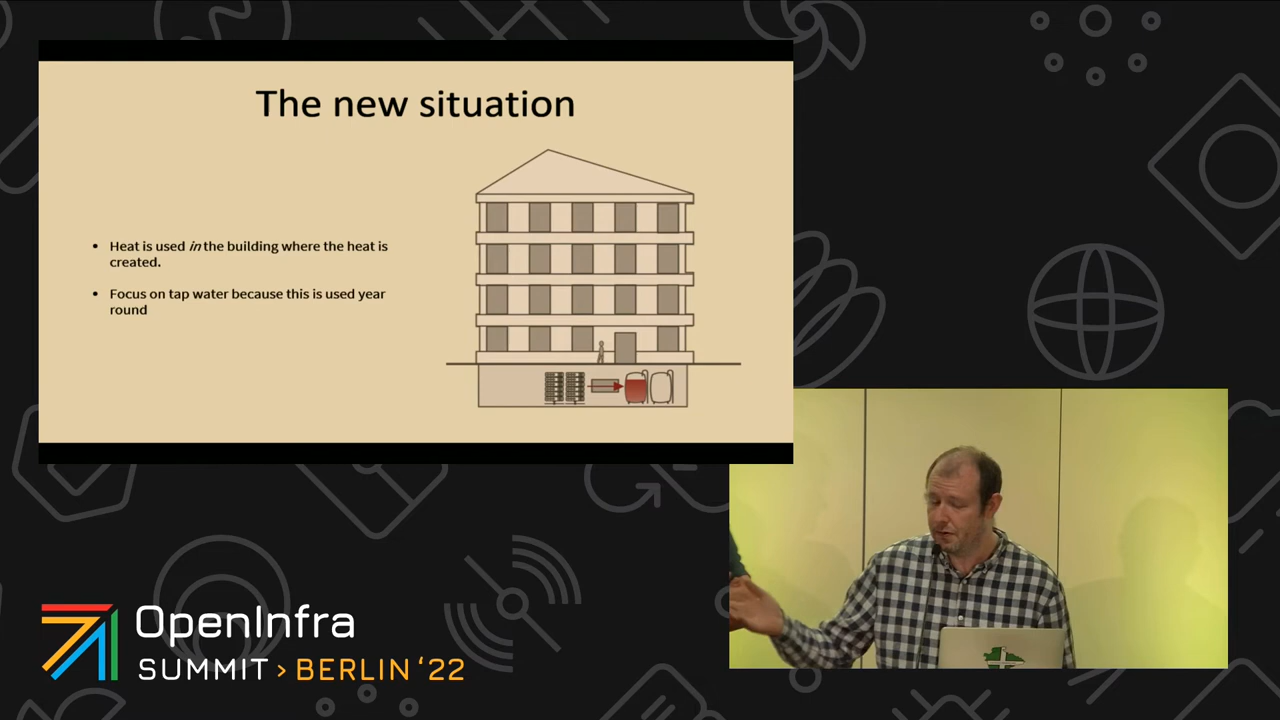 The new situation
• Heat is used in the building where the heat is
created.
• Focus on tap water because this is used year
round
OpenInfra
SUMMIT > BERLIN ‘22